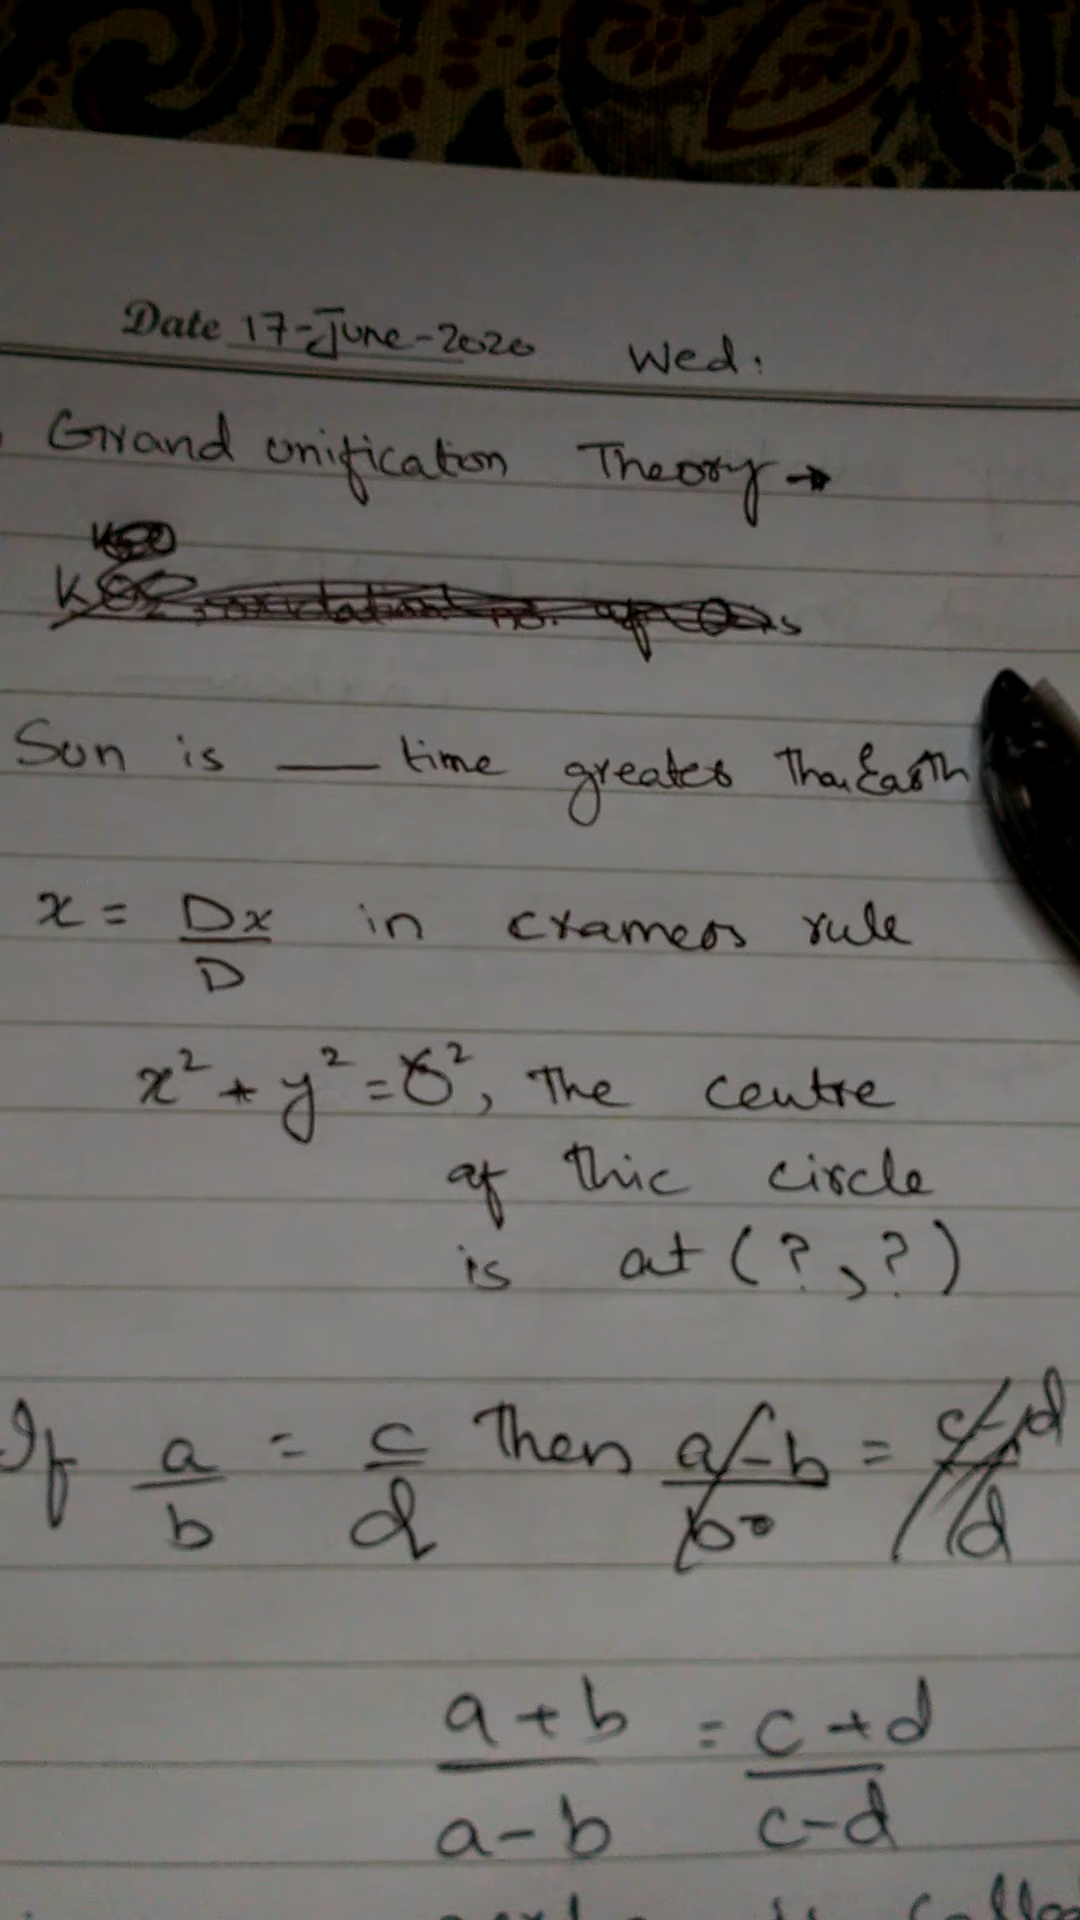 Date 17-June-2020 Wed:
Grand unification Theory →
Sun is __ time greater than Earth
x = Dx/D in cramers rule
x² + y² = r², The centre
of this circle
is at (?,?)
If a/b = c/d Then
a+b/a-b = c+d/c-d